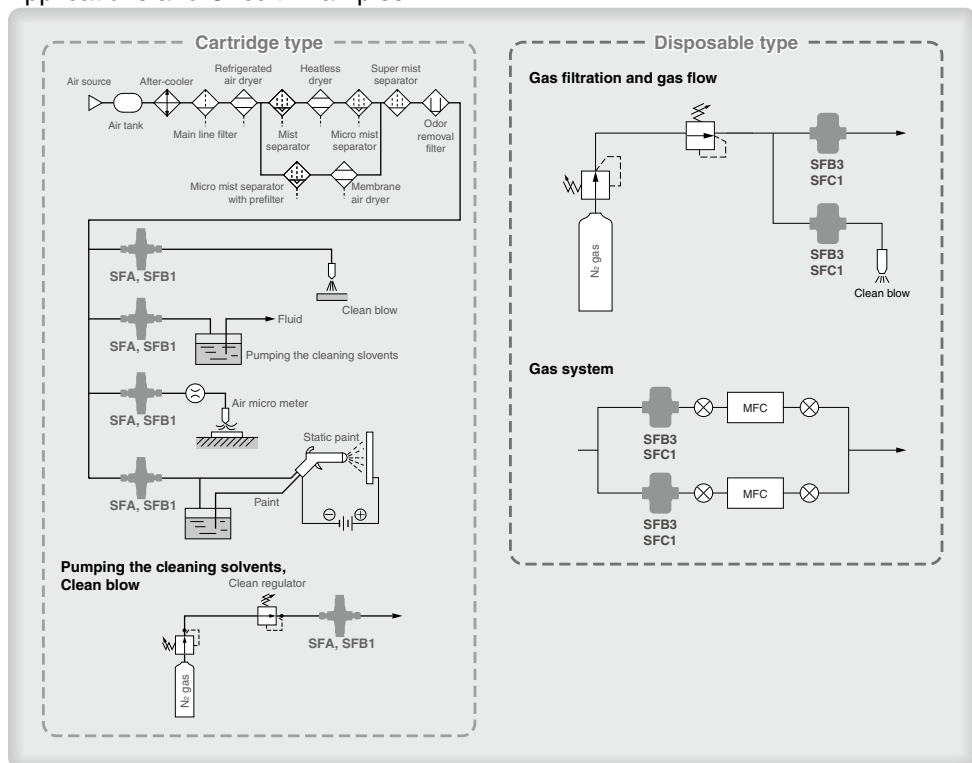 Applications and Circuit Examples
Cartridge type
Air source
After-cooler
Refrigerated
air dryer
Heatless
dryer
Super mist
separator
Air tank
Main line filter
Mist
separator
Micro mist
separator
Odor
removal
filter
Micro mist separator
with prefilter
Membrane
air dryer
SFA, SFB1
Clean blow
SFA, SFB1
Fluid
Pumping the cleaning slovents
SFA, SFB1
Air micro meter
SFA, SFB1
Static paint
Paint
Pumping the cleaning solvents,
Clean blow
Clean regulator
N2 gas
SFA, SFB1
Disposable type
Gas filtration and gas flow
N2 gas
SFB3
SFC1
SFB3
SFC1
Clean blow
Gas system
SFB3
SFC1
MFC
SFB3
SFC1
MFC